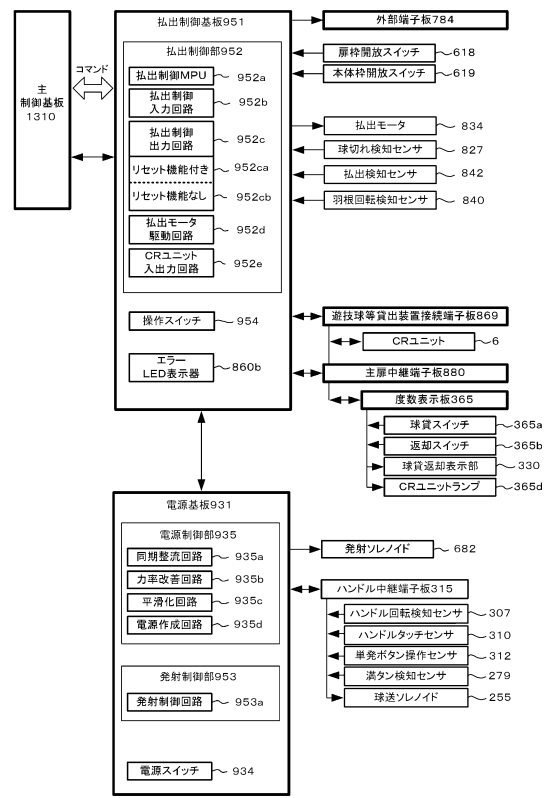 主
制御基板
1310
コマンド
払出制御基板951
払出制御部952
払出制御MPU 952a
払出制御
入力回路 952b
払出制御
出力回路 952c
リセット機能付き 952ca
リセット機能なし 952cb
払出モータ
駆動回路 952d
CRユニット
入出力回路 952e
操作スイッチ 954
エラー
LED表示器 860b
外部端子板784
扉枠開放スイッチ 618
本体枠開放スイッチ 619
払出モータ 834
球切れ検知センサ 827
払出検知センサ 842
羽根回転検知センサ 840
遊技球等貸出装置接続端子板869
CRユニット 6
主扉中継端子板880
度数表示板365
球貸スイッチ 365a
返却スイッチ 365b
球貸返却表示部 330
CRユニットランプ 365d
電源基板931
電源制御部935
同期整流回路 935a
力率改善回路 935b
平滑化回路 935c
電源作成回路 935d
発射制御部953
発射制御回路 953a
電源スイッチ 934
発射ソレノイド 682
ハンドル中継端子板315
ハンドル回転検知センサ 307
ハンドルタッチセンサ 310
単発ボタン操作センサ 312
満タン検知センサ 279
球送ソレノイド 255